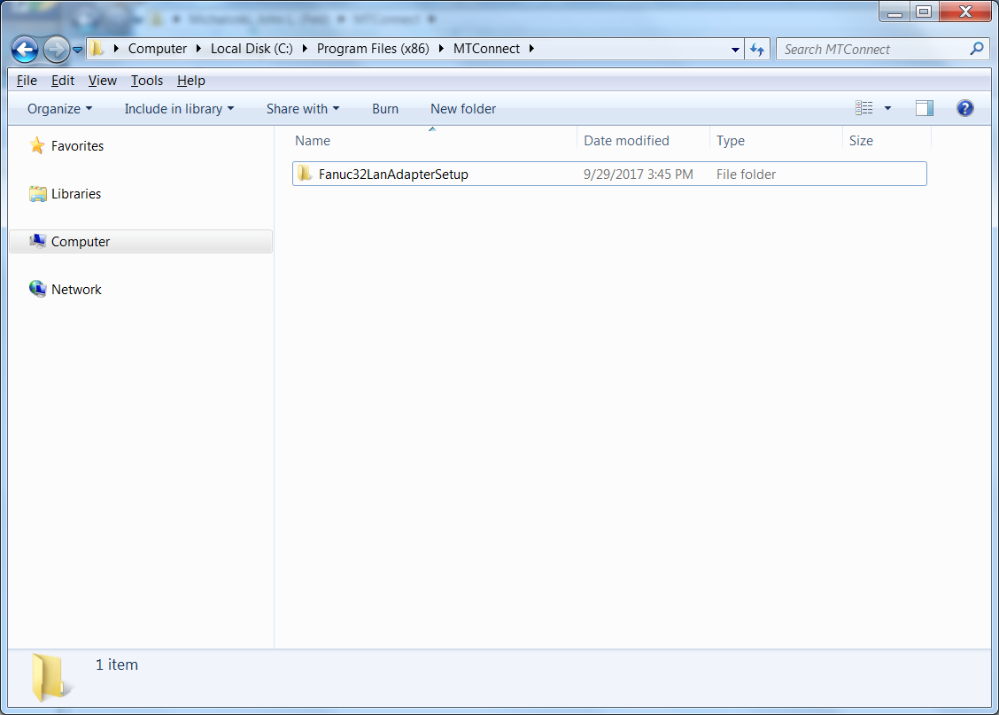 Computer Local Disk (C:) Program Files (x86) MTConnect Search MTConnect
File Edit View Tools Help
Organize Include in library Share with Burn New folder
Favorites
Libraries
Computer
Network
Name Date modified Type Size
Fanuc32LanAdapterSetup 9/29/2017 3:45 PM File folder
1 item